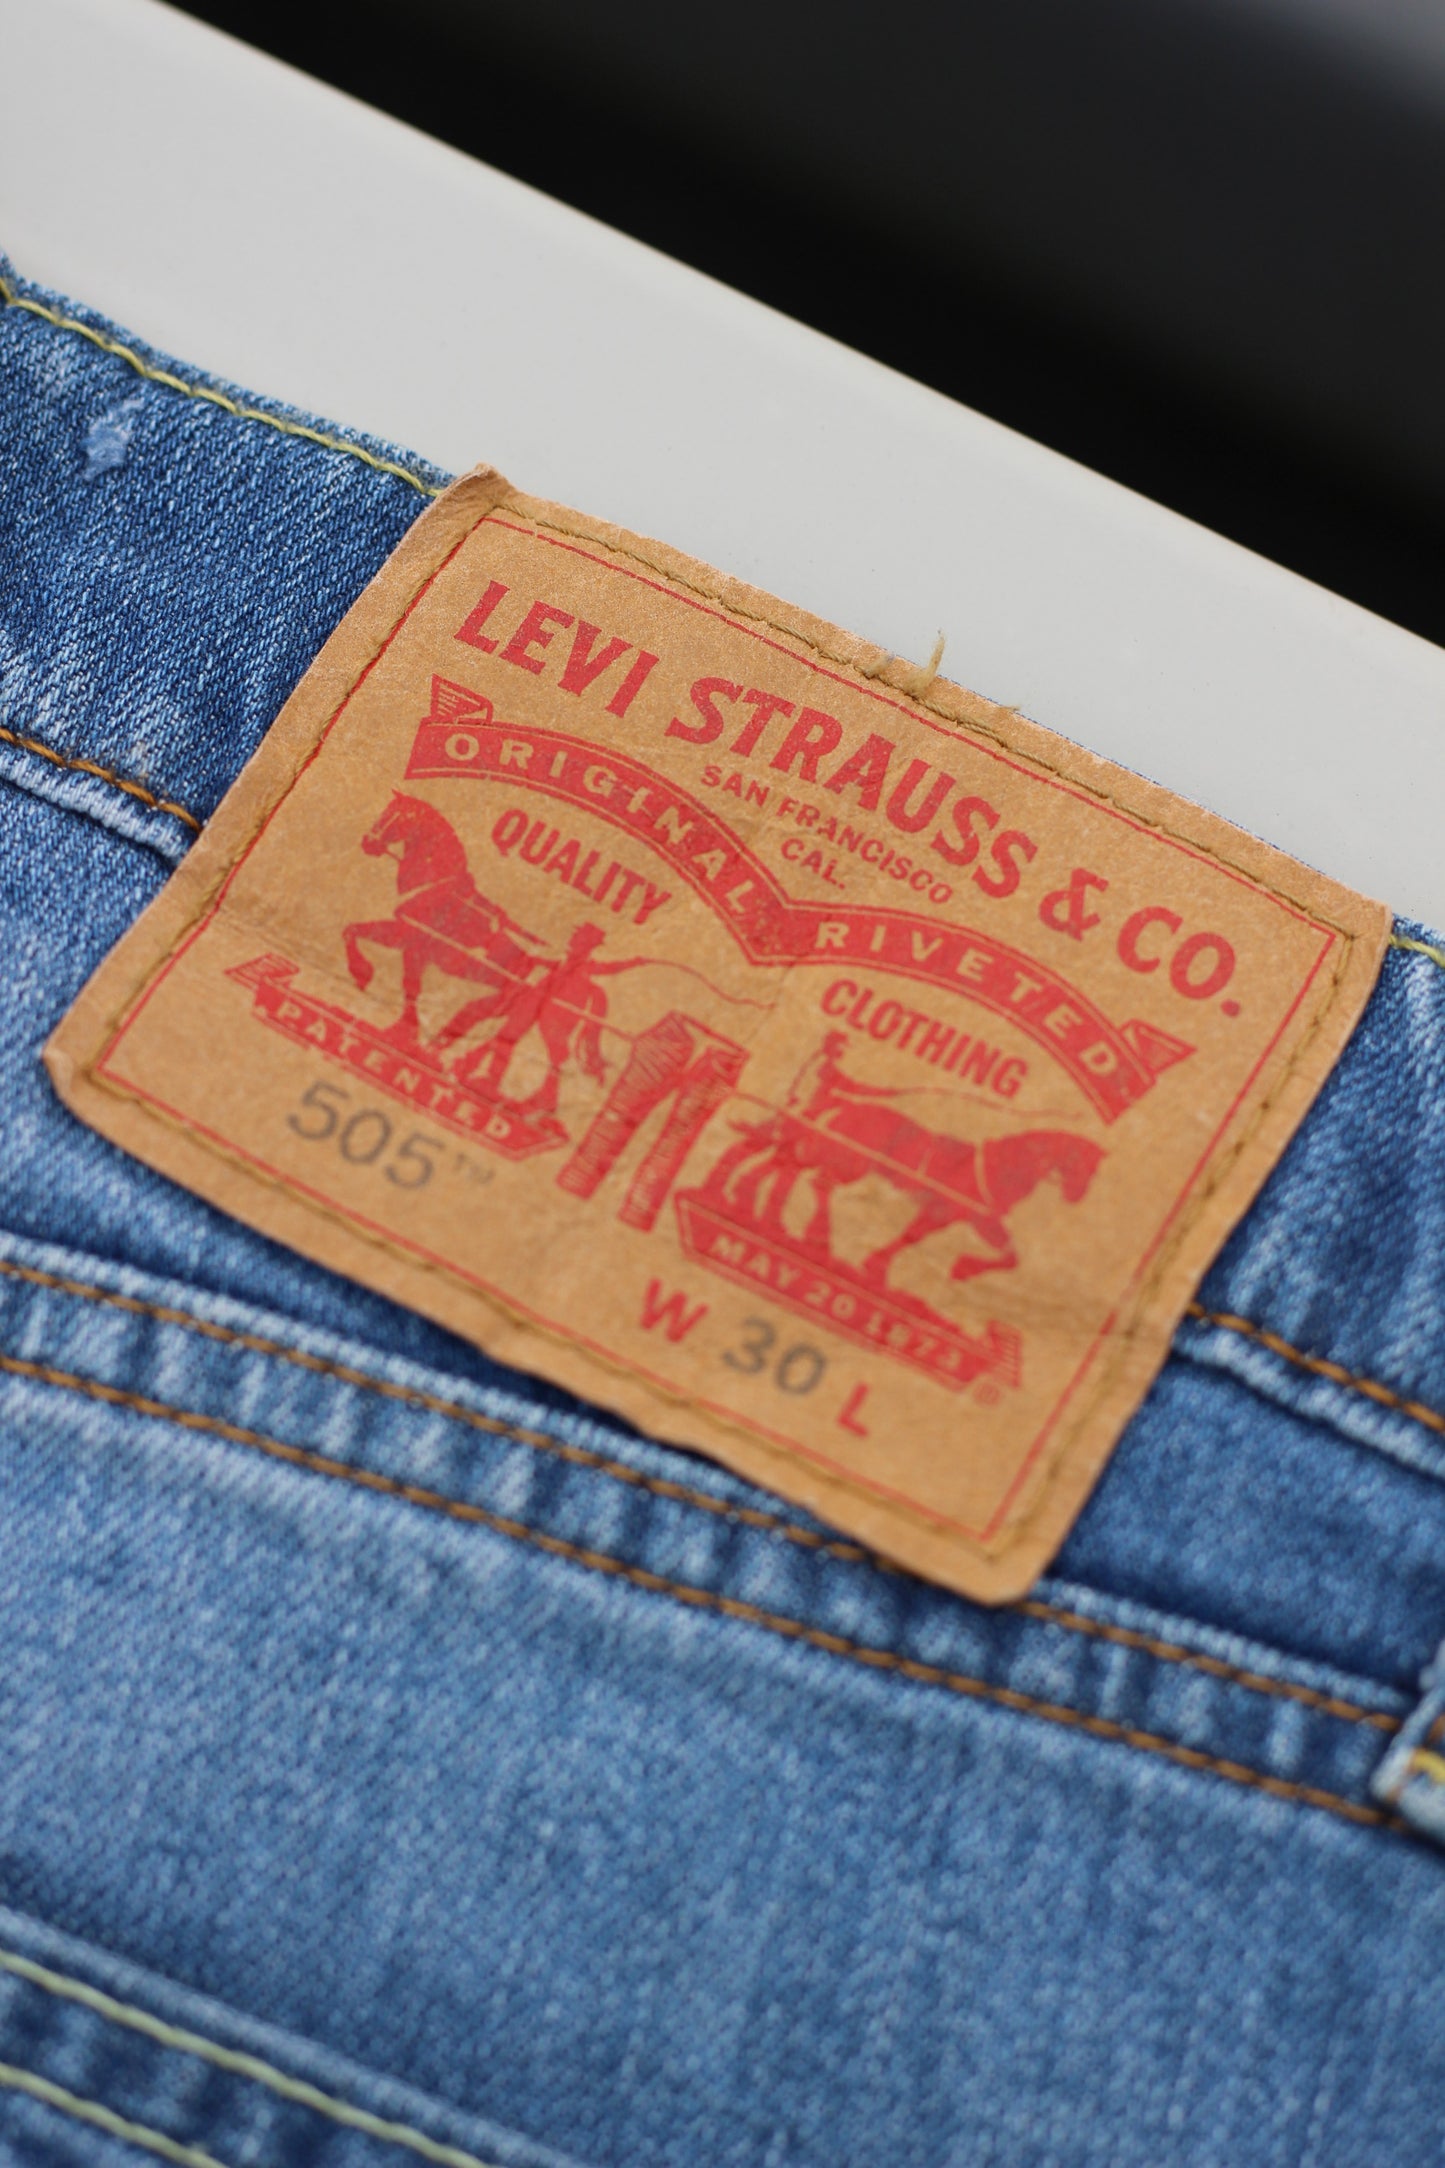 LEVI STRAUSS & CO.
SAN FRANCISCO
CAL.
ORIGINAL RIVETED
QUALITY CLOTHING
PATENTED MAY 20 1873
®
505™
W 30 L